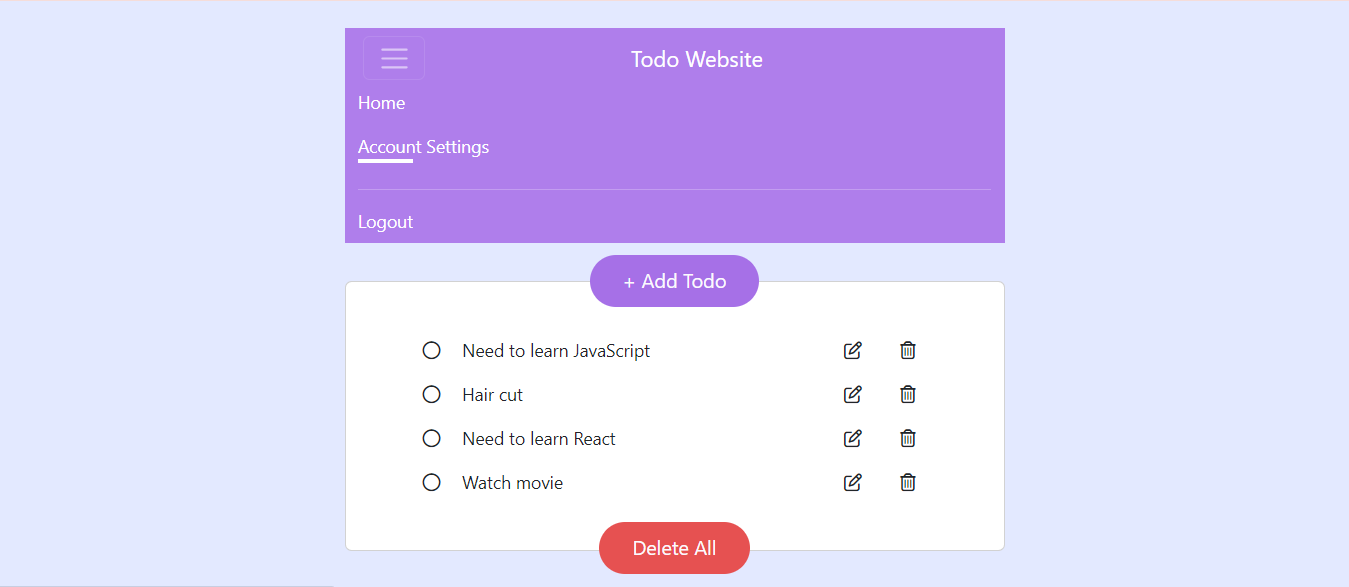 Todo Website
Home
Account Settings
Logout
+ Add Todo
Need to learn JavaScript
Hair cut
Need to learn React
Watch movie
Delete All